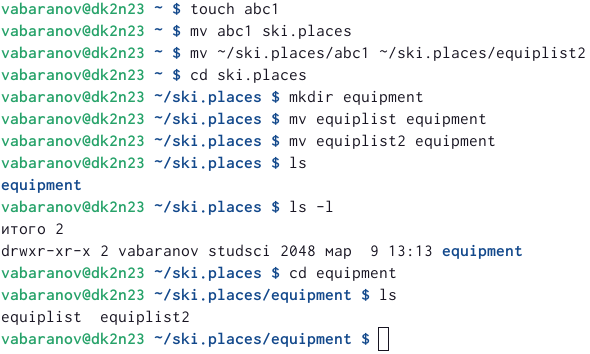 vabaranov@dk2n23 ~ $ touch abc1
vabaranov@dk2n23 ~ $ mv abc1 ski.places
vabaranov@dk2n23 ~ $ mv ~/ski.places/abc1 ~/ski.places/equiplist2
vabaranov@dk2n23 ~ $ cd ski.places
vabaranov@dk2n23 ~/ski.places $ mkdir equipment
vabaranov@dk2n23 ~/ski.places $ mv equiplist equipment
vabaranov@dk2n23 ~/ski.places $ mv equiplist2 equipment
vabaranov@dk2n23 ~/ski.places $ ls
equipment
vabaranov@dk2n23 ~/ski.places $ ls -l
итого 2
drwxr-xr-x 2 vabaranov studsci 2048 мар  9 13:13 equipment
vabaranov@dk2n23 ~/ski.places $ cd equipment
vabaranov@dk2n23 ~/ski.places/equipment $ ls
equiplist  equiplist2
vabaranov@dk2n23 ~/ski.places/equipment $